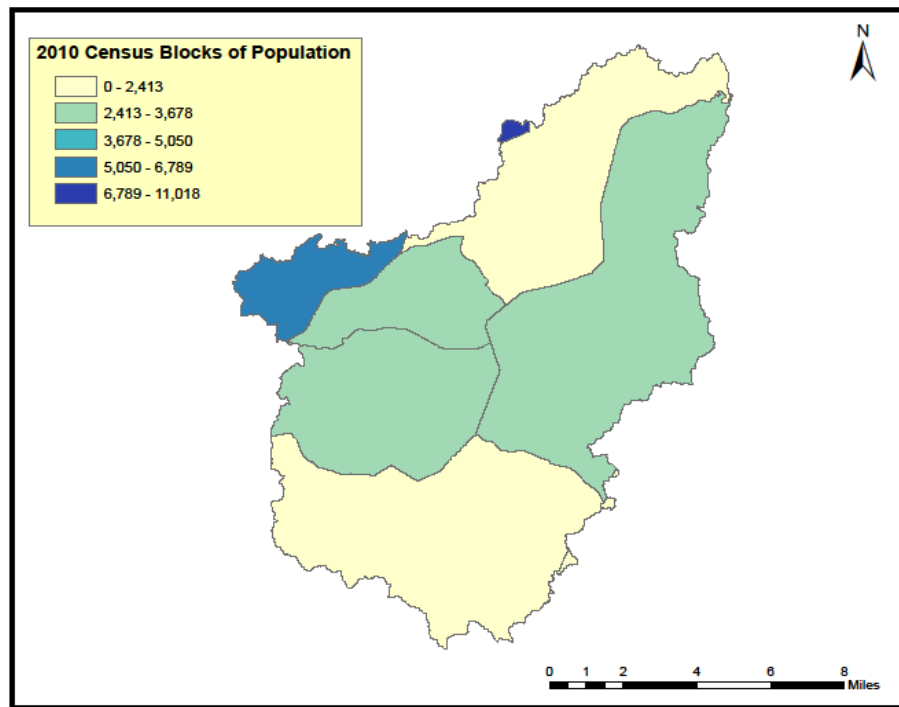 2010 Census Blocks of Population
0 - 2,413
2,413 - 3,678
3,678 - 5,050
5,050 - 6,789
6,789 - 11,018
N
0 1 2 4 6 8
Miles